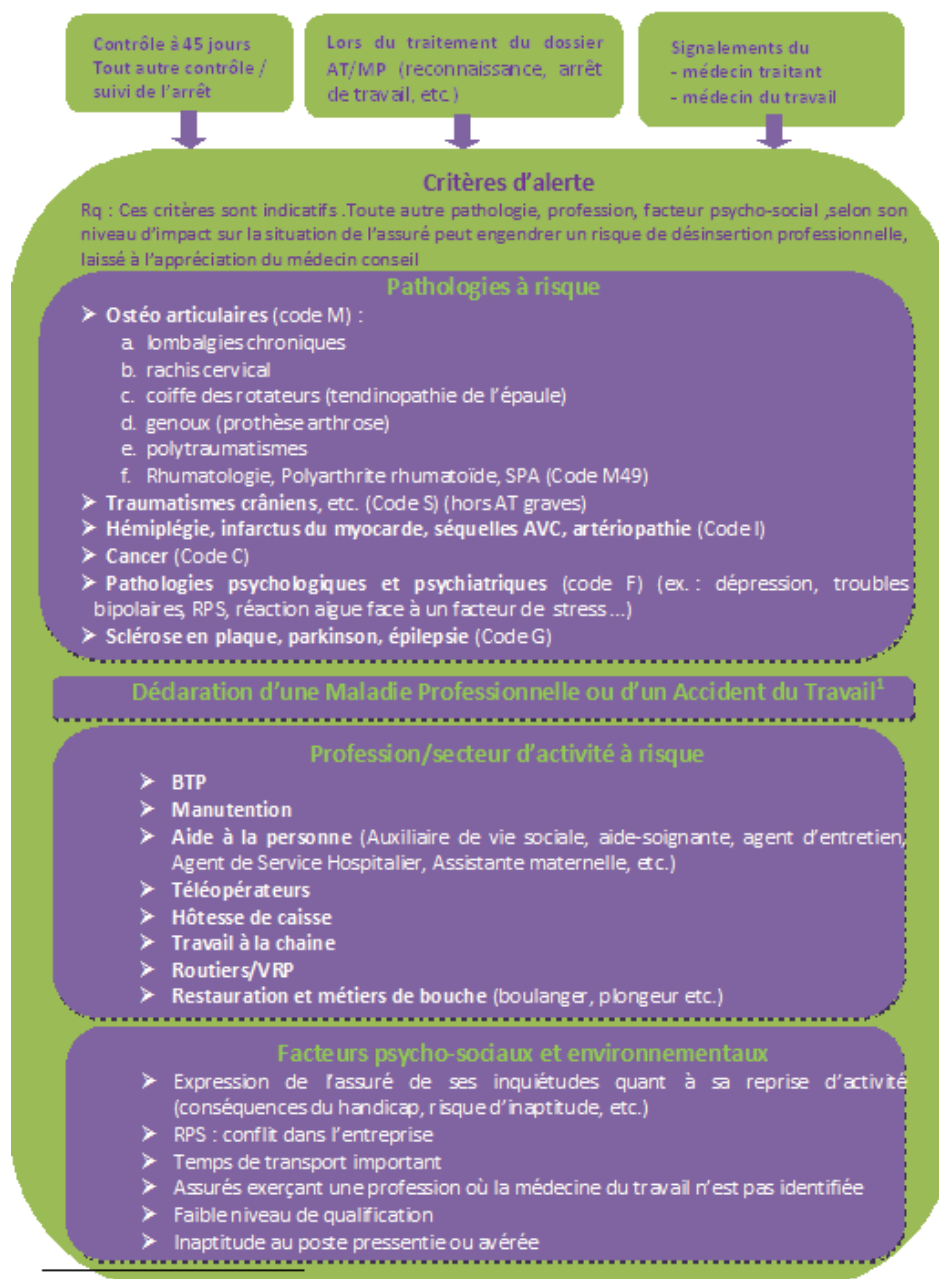 Contrôle à 45 jours
Tout autre contrôle /
suivi de l'arrêt
Lors du traitement du dossier
AT/MP (reconnaissance, arrêt
de travail, etc.)
Signalements du
- médecin traitant
- médecin du travail
Critères d'alerte
Rq : Ces critères sont indicatifs .Toute autre pathologie, profession, facteur psycho-social ,selon son
niveau d'impact sur la situation de l'assuré peut engendrer un risque de désinsertion professionnelle,
laissé à l'appréciation du médecin conseil
Pathologies à risque
➢ Ostéo articulaires (code M) :
a. lombalgies chroniques
b. rachis cervical
c. coiffe des rotateurs (tendinopathie de l'épaule)
d. genoux (prothèse arthrose)
e. polytraumatismes
f. Rhumatologie, Polyarthrite rhumatoïde, SPA (Code M49)
➢ Traumatismes crâniens, etc. (Code S) (hors AT graves)
➢ Hémiplégie, infarctus du myocarde, séquelles AVC, artériopathie (Code I)
➢ Cancer (Code C)
➢ Pathologies psychologiques et psychiatriques (code F) (ex. : dépression, troubles
bipolaires, RPS, réaction aigue face à un facteur de stress ...)
➢ Sclérose en plaque, parkinson, épilepsie (Code G)
Déclaration d'une Maladie Professionnelle ou d'un Accident du Travail¹
Profession/secteur d'activité à risque
➢ BTP
➢ Manutention
➢ Aide à la personne (Auxiliaire de vie sociale, aide-soignante, agent d'entretien,
Agent de Service Hospitalier, Assistante maternelle, etc.)
➢ Téléopérateurs
➢ Hôtesse de caisse
➢ Travail à la chaine
➢ Routiers/VRP
➢ Restauration et métiers de bouche (boulanger, plongeur etc.)
Facteurs psycho-sociaux et environnementaux
➢ Expression de l'assuré de ses inquiétudes quant à sa reprise d'activité
(conséquences du handicap, risque d'inaptitude, etc.)
➢ RPS : conflit dans l'entreprise
➢ Temps de transport important
➢ Assurés exerçant une profession où la médecine du travail n'est pas identifiée
➢ Faible niveau de qualification
➢ Inaptitude au poste pressentie ou avérée